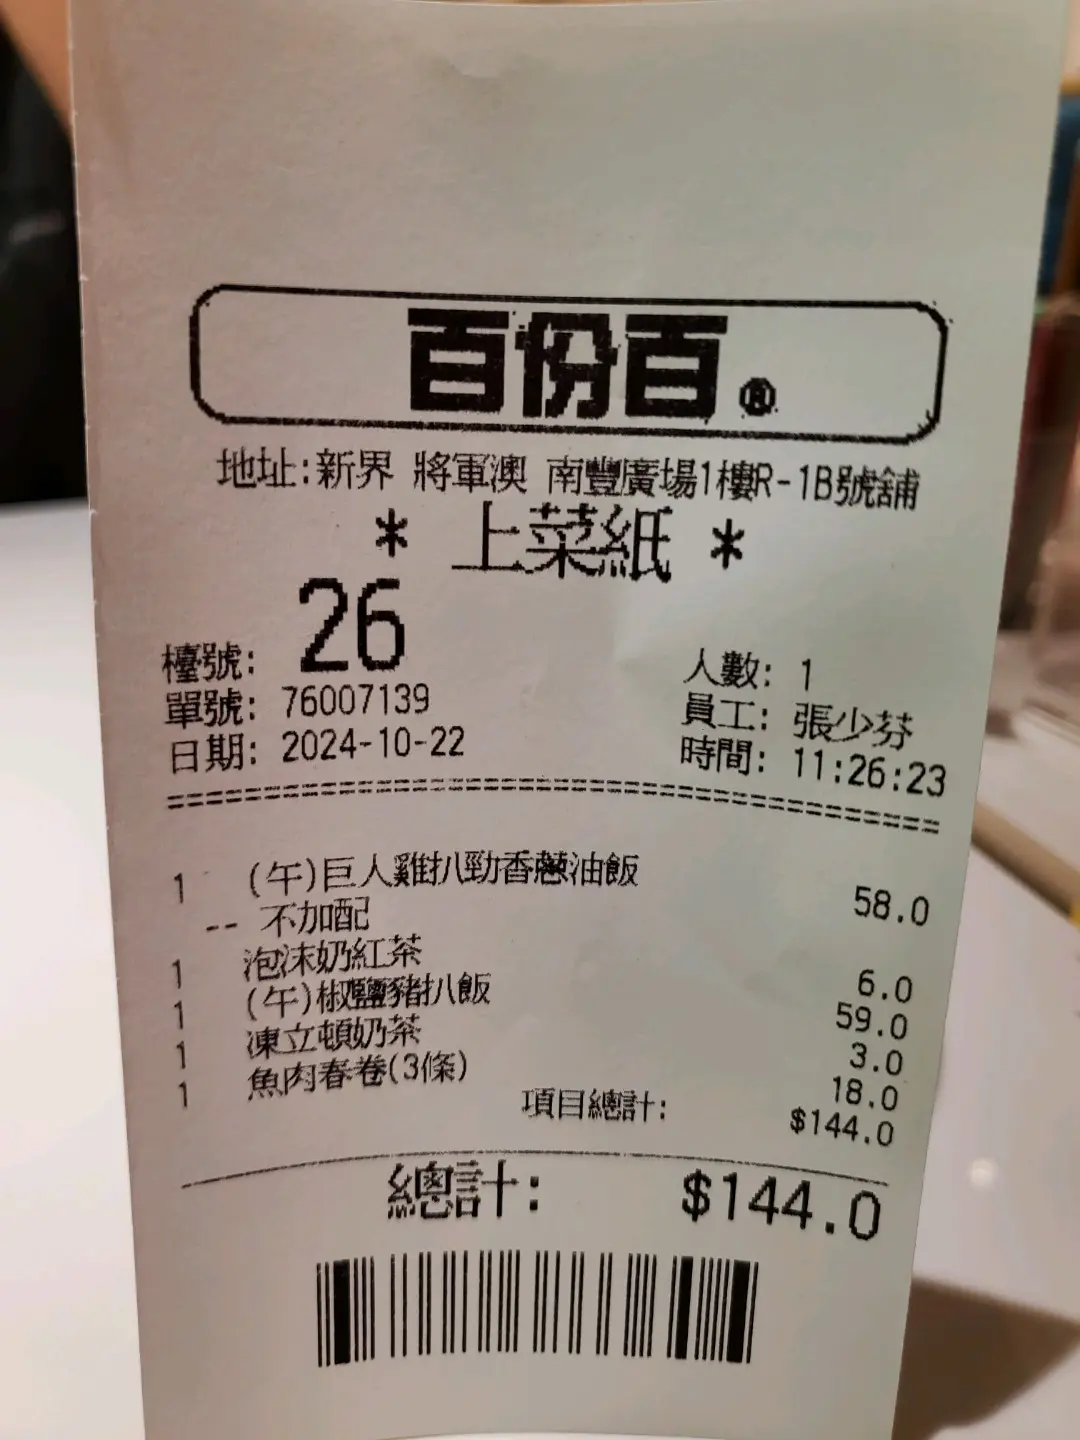 百份百®
地址:新界 將軍澳 南豐廣場1樓R-1B號舖
* 上菜紙 *
檯號: 26 人數: 1
單號: 76007139 員工: 張少芬
日期: 2024-10-22 時間: 11:26:23
1 (午)巨人雞扒勁香蔥油飯 58.0
-- 不加配
1 泡沫奶紅茶 6.0
1 (午)椒鹽豬扒飯 59.0
1 凍立頓奶茶 3.0
1 魚肉春卷(3條) 18.0
項目總計: $144.0
總計: $144.0